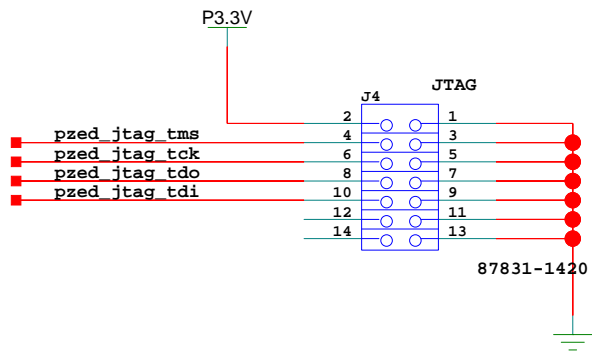 P3.3V
JTAG
J4
2 1
pzed_jtag_tms 4 3
pzed_jtag_tck 6 5
pzed_jtag_tdo 8 7
pzed_jtag_tdi 10 9
12 11
14 13
87831-1420